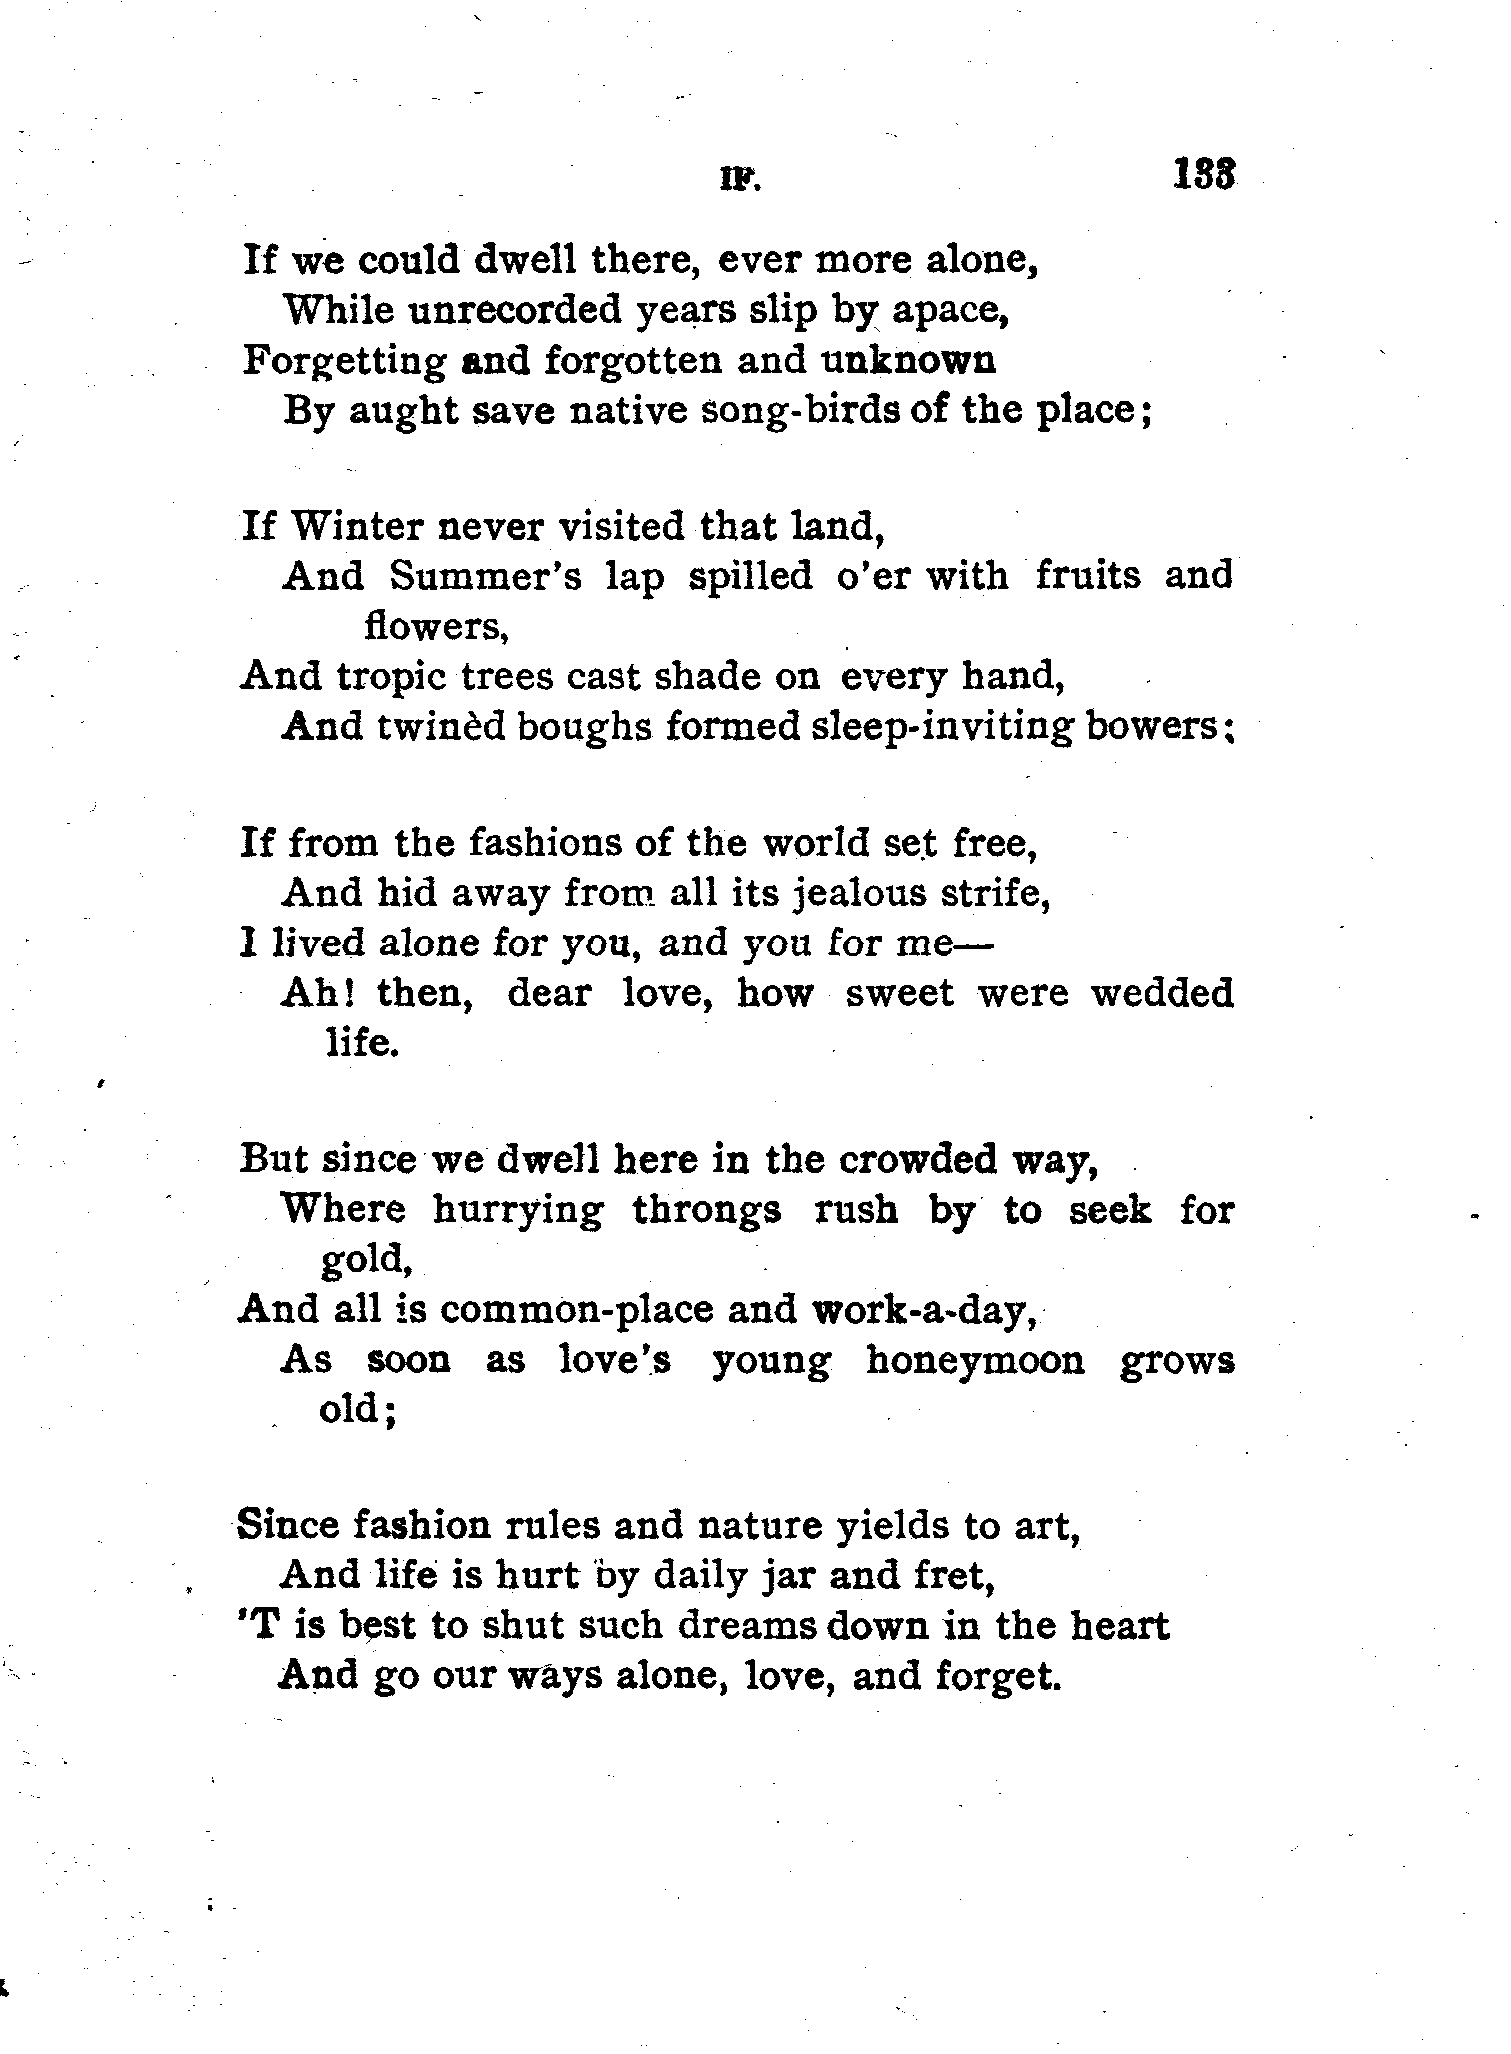 IF. 133
If we could dwell there, ever more alone,
While unrecorded years slip by apace,
Forgetting and forgotten and unknown
By aught save native song-birds of the place;
If Winter never visited that land,
And Summer's lap spilled o'er with fruits and
flowers,
And tropic trees cast shade on every hand,
And twinèd boughs formed sleep-inviting bowers;
If from the fashions of the world set free,
And hid away from all its jealous strife,
I lived alone for you, and you for me—
Ah! then, dear love, how sweet were wedded
life.
But since we dwell here in the crowded way,
Where hurrying throngs rush by to seek for
gold,
And all is common-place and work-a-day,
As soon as love's young honeymoon grows
old;
Since fashion rules and nature yields to art,
And life is hurt by daily jar and fret,
'T is best to shut such dreams down in the heart
And go our ways alone, love, and forget.